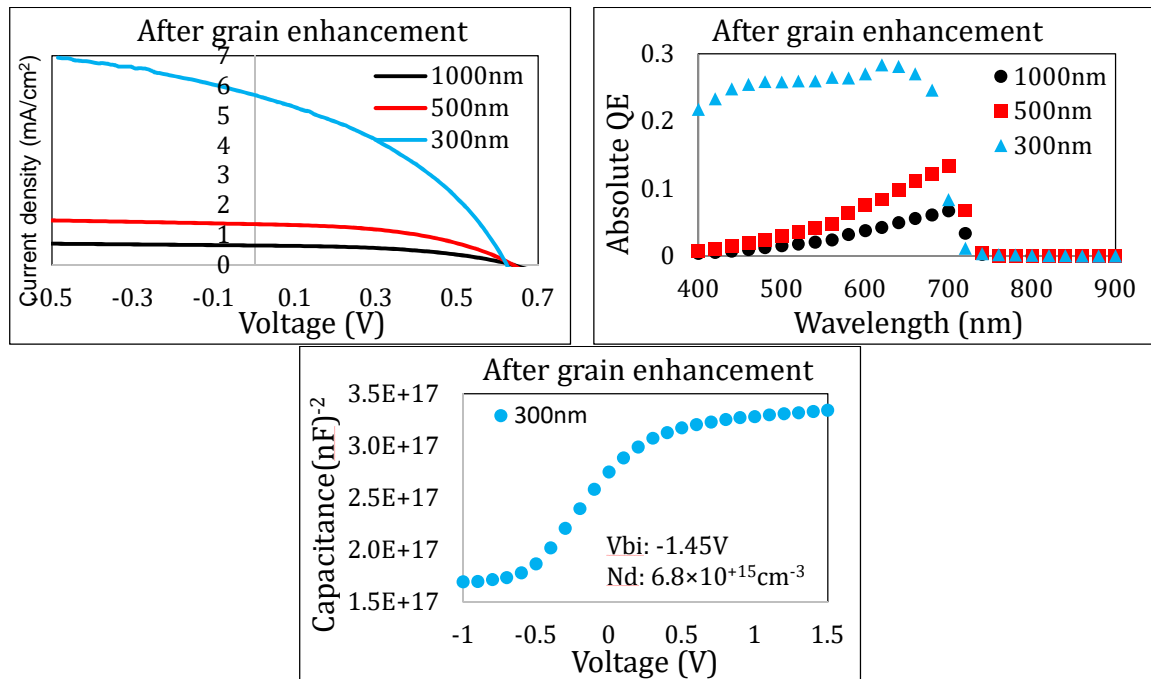 After grain enhancement
7
6
5
4
3
2
1
0
-0.5 -0.3 -0.1 0.1 0.3 0.5 0.7
Current density (mA/cm²)
Voltage (V)
1000nm
500nm
300nm
After grain enhancement
0.3
0.2
0.1
0
400 500 600 700 800 900
Absolute QE
Wavelength (nm)
1000nm
500nm
300nm
After grain enhancement
3.5E+17
3.0E+17
2.5E+17
2.0E+17
1.5E+17
-1 -0.5 0 0.5 1 1.5
Capacitance(nF)⁻²
Voltage (V)
300nm
Vbi: -1.45V
Nd: 6.8×10⁺¹⁵cm⁻³